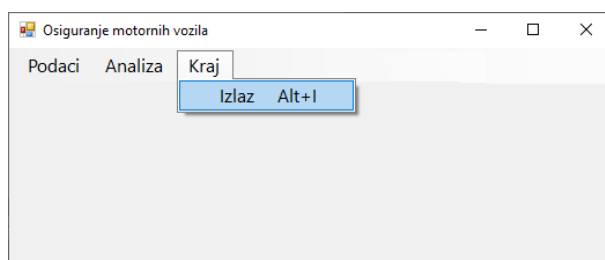 Osiguranje motornih vozila
Podaci Analiza Kraj
Izlaz Alt+I